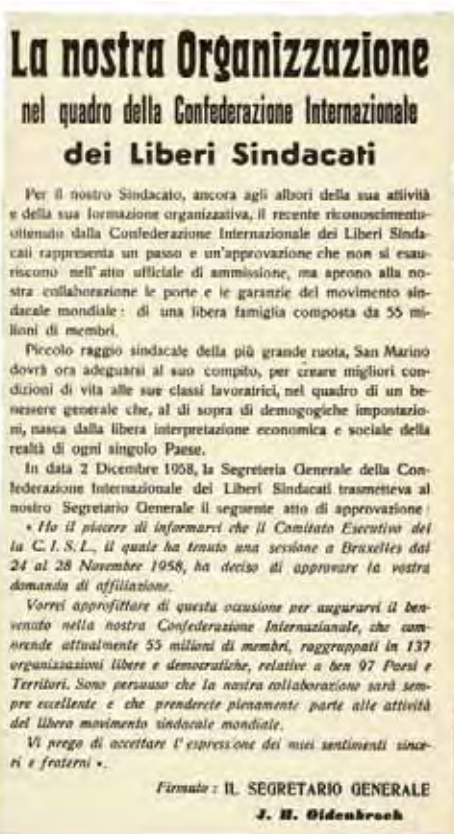 La nostra Organizzazione
nel quadro della Confederazione Internazionale
dei Liberi Sindacati
Per il nostro Sindacato, ancora agli albori della sua attività
e della sua formazione organizzativa, il recente riconoscimento
ottenuto dalla Confederazione Internazionale dei Liberi Sinda-
cati rappresenta un passo e un'approvazione che non si esau-
riscono nell'atto ufficiale di ammissione, ma aprono alla no-
stra collaborazione le porte e le garanzie del movimento sin-
dacale mondiale: di una libera famiglia composta da 55 mi-
lioni di membri.
Piccolo raggio sindacale della più grande ruota, San Marino
dovrà ora adeguarsi al suo compito, per creare migliori con-
dizioni di vita alle sue classi lavoratrici, nel quadro di un be-
nessere generale che, al di sopra di demogogiche impostazio-
ni, nasca dalla libera interpretazione economica e sociale della
realtà di ogni singolo Paese.
In data 2 Dicembre 1958, la Segreteria Generale della Con-
federazione Internazionale dei Liberi Sindacati trasmetteva al
nostro Segretario Generale il seguente atto di approvazione:
« Ho il piacere di informarvi che il Comitato Esecutivo del
la C.I.S.L., il quale ha tenuto una sessione a Bruxelles dal
24 al 28 Novembre 1958, ha deciso di approvare la vostra
domanda di affiliazione.
Vorrei approfittare di questa occasione per augurarvi il ben-
venuto nella nostra Confederazione Internazionale, che com-
prende attualmente 55 milioni di membri, raggruppati in 137
organizzazioni libere e democratiche, relative a ben 97 Paesi e
Territori. Sono persuaso che la nostra collaborazione sarà sem-
pre eccellente e che prenderete pienamente parte alle attività
del libero movimento sindacale mondiale.
Vi prego di accettare l'espressione dei miei sentimenti since-
ri e fraterni ».
Firmato: IL SEGRETARIO GENERALE
J. H. Oldenbroek